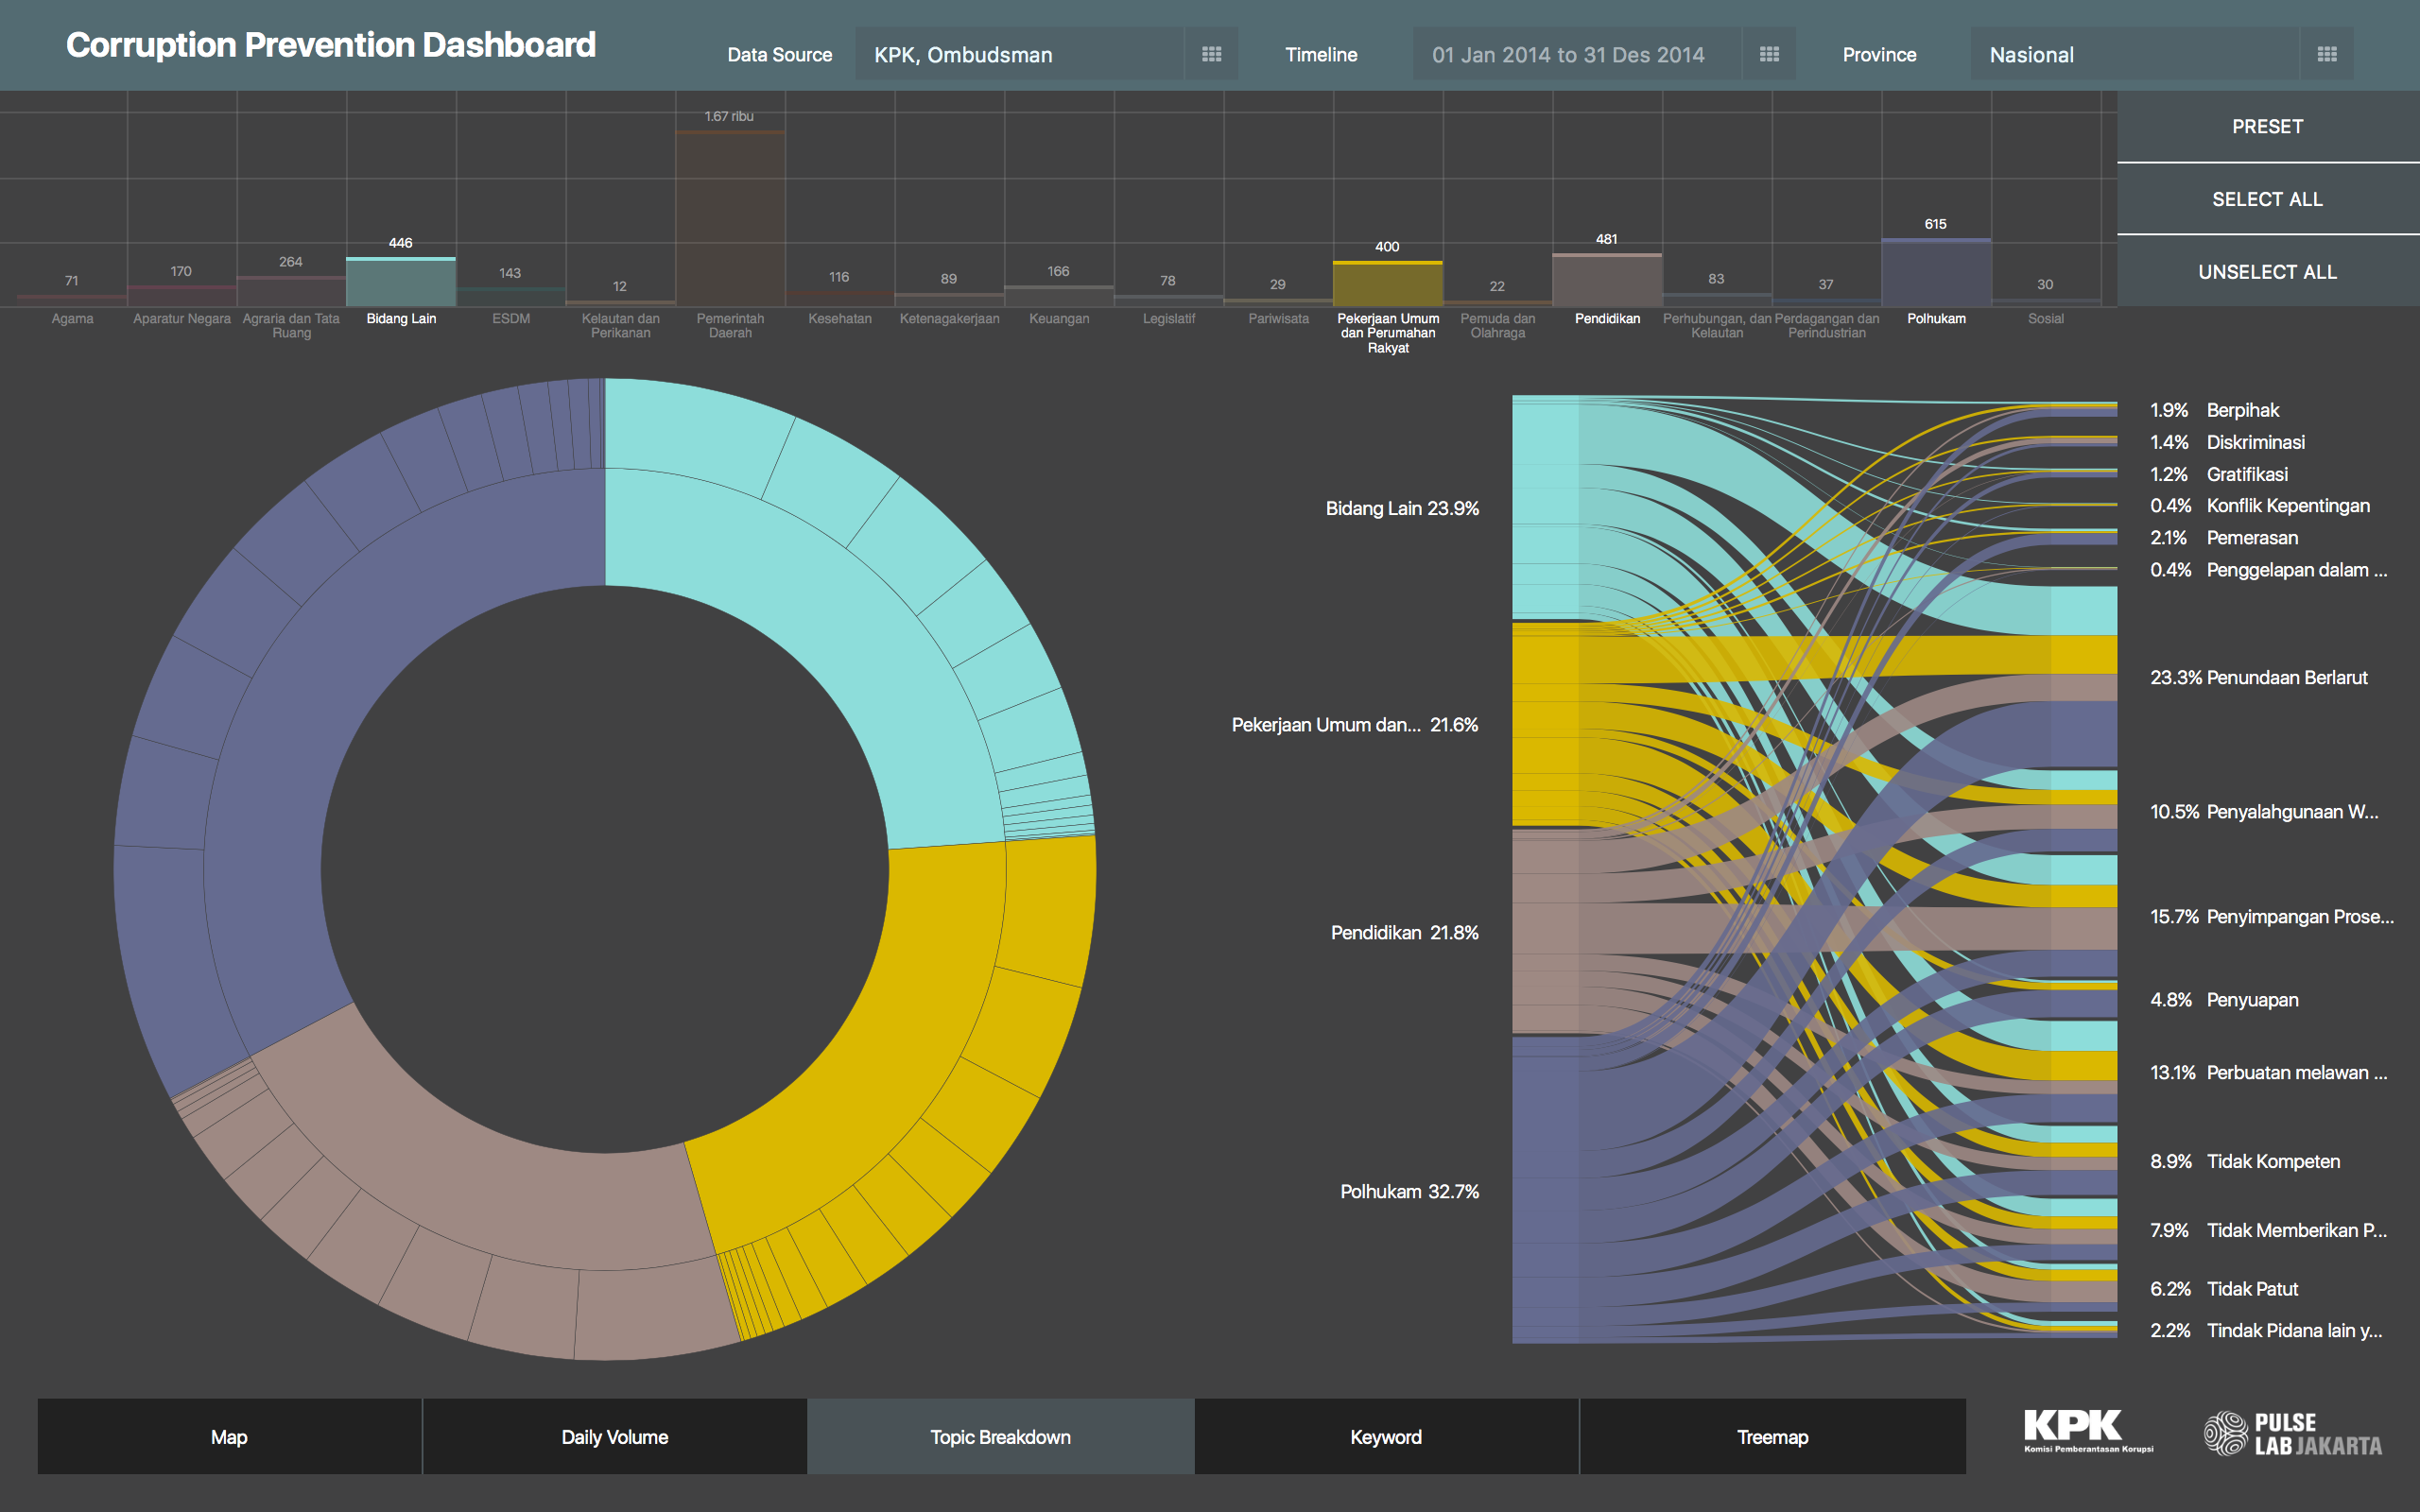 Corruption Prevention Dashboard
Data Source
KPK, Ombudsman
Timeline
01 Jan 2014 to 31 Des 2014
Province
Nasional
PRESET
SELECT ALL
UNSELECT ALL
71
170
264
446
143
12
1.67 ribu
116
89
166
78
29
400
22
481
83
37
615
30
Agama
Aparatur Negara
Agraria dan Tata
Ruang
Bidang Lain
ESDM
Kelautan dan
Perikanan
Pemerintah
Daerah
Kesehatan
Ketenagakerjaan
Keuangan
Legislatif
Pariwisata
Pekerjaan Umum
dan Perumahan
Rakyat
Pemuda dan
Olahraga
Pendidikan
Perhubungan, dan
Kelautan
Perdagangan dan
Perindustrian
Polhukam
Sosial
Bidang Lain 23.9%
Pekerjaan Umum dan... 21.6%
Pendidikan 21.8%
Polhukam 32.7%
1.9% Berpihak
1.4% Diskriminasi
1.2% Gratifikasi
0.4% Konflik Kepentingan
2.1% Pemerasan
0.4% Penggelapan dalam ...
23.3% Penundaan Berlarut
10.5% Penyalahgunaan W...
15.7% Penyimpangan Prose...
4.8% Penyuapan
13.1% Perbuatan melawan ...
8.9% Tidak Kompeten
7.9% Tidak Memberikan P...
6.2% Tidak Patut
2.2% Tindak Pidana lain y...
Map
Daily Volume
Topic Breakdown
Keyword
Treemap
KPK
Komisi Pemberantasan Korupsi
PULSE
LAB JAKARTA